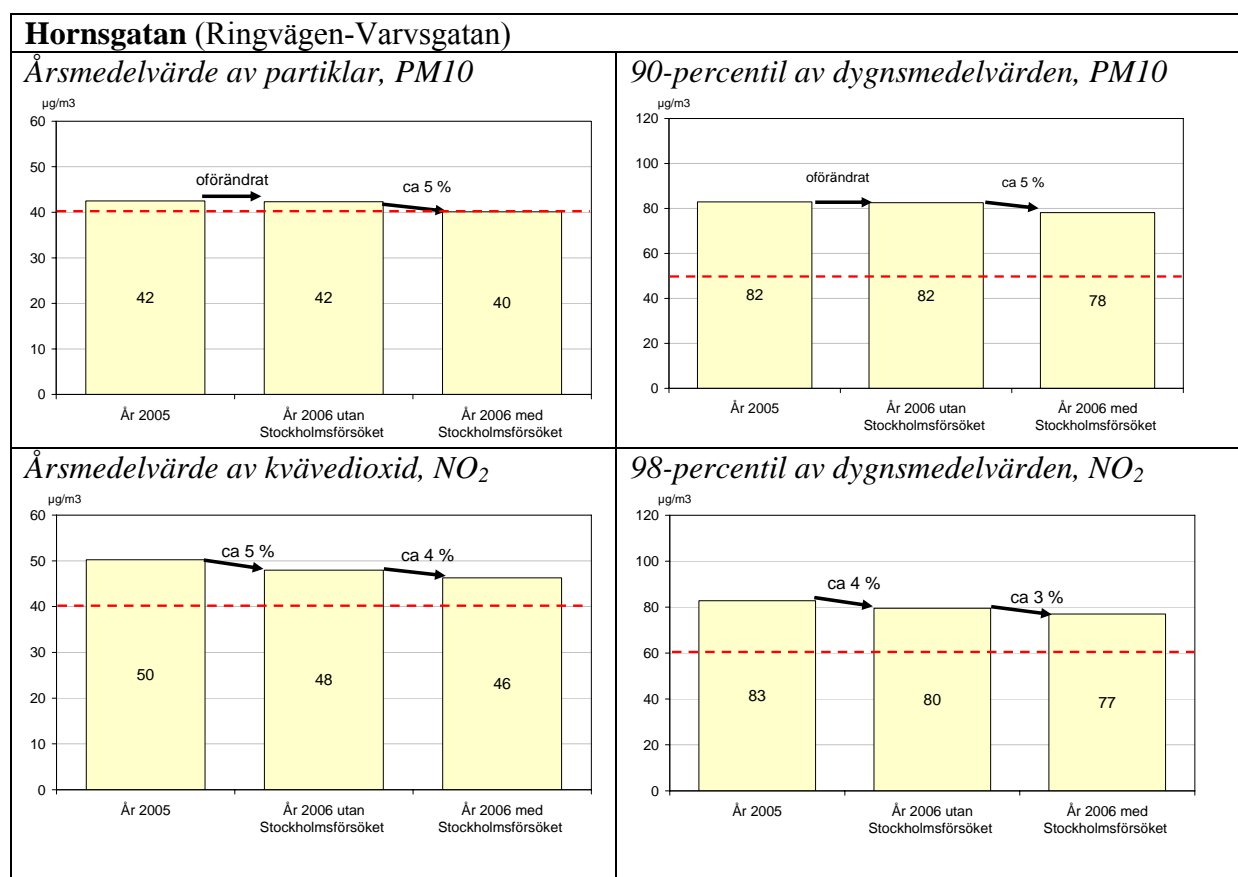 Hornsgatan (Ringvägen-Varvsgatan)
Årsmedelvärde av partiklar, PM10
µg/m3
60
50
40
30
20
10
0
oförändrat
ca 5 %
42
42
40
År 2005
År 2006 utan
Stockholmsförsöket
År 2006 med
Stockholmsförsöket
90-percentil av dygnsmedelvärden, PM10
µg/m3
120
100
80
60
40
20
0
oförändrat
ca 5 %
82
82
78
År 2005
År 2006 utan
Stockholmsförsöket
År 2006 med
Stockholmsförsöket
Årsmedelvärde av kvävedioxid, NO2
µg/m3
60
50
40
30
20
10
0
ca 5 %
ca 4 %
50
48
46
År 2005
År 2006 utan
Stockholmsförsöket
År 2006 med
Stockholmsförsöket
98-percentil av dygnsmedelvärden, NO2
µg/m3
120
100
80
60
40
20
0
ca 4 %
ca 3 %
83
80
77
År 2005
År 2006 utan
Stockholmsförsöket
År 2006 med
Stockholmsförsöket